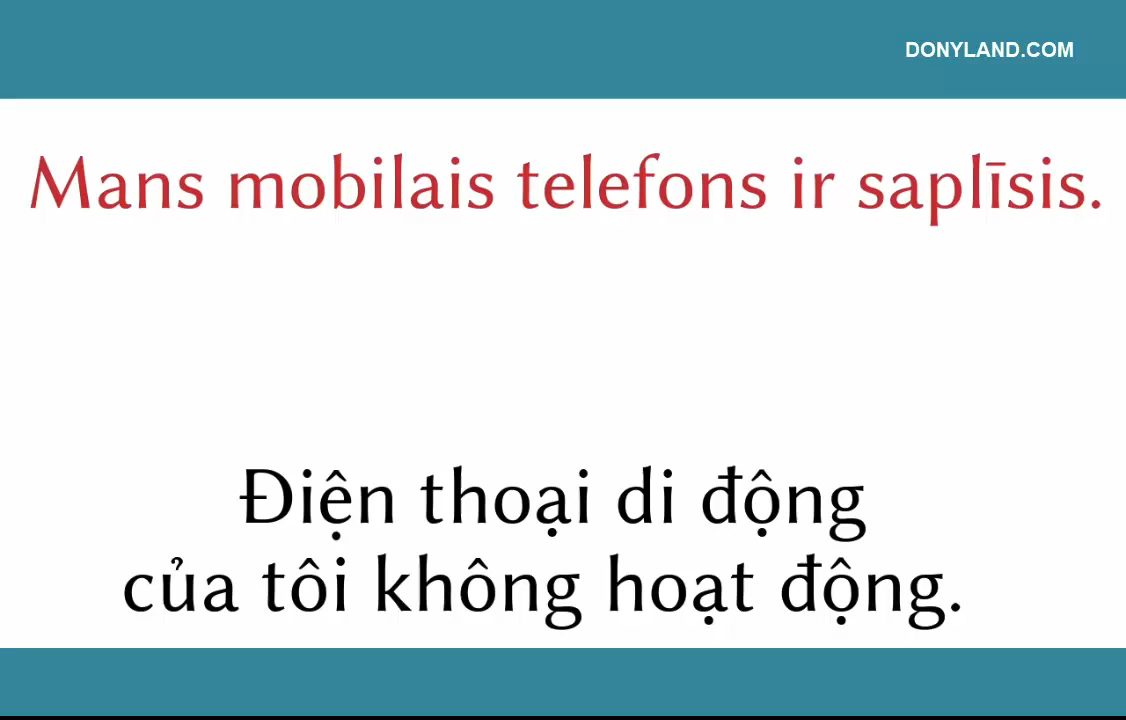 DONYLAND.COM
Mans mobilais telefons ir saplīsis.
Điện thoại di động
của tôi không hoạt động.